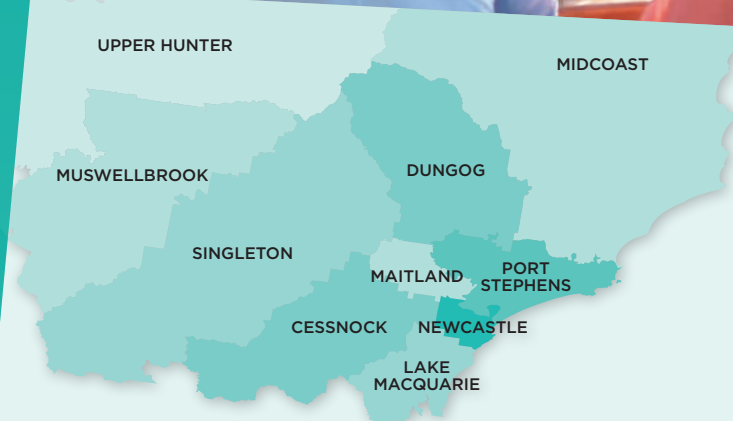 UPPER HUNTER
MIDCOAST
MUSWELLBROOK
DUNGOG
SINGLETON
MAITLAND
PORT
STEPHENS
CESSNOCK
NEWCASTLE
LAKE
MACQUARIE